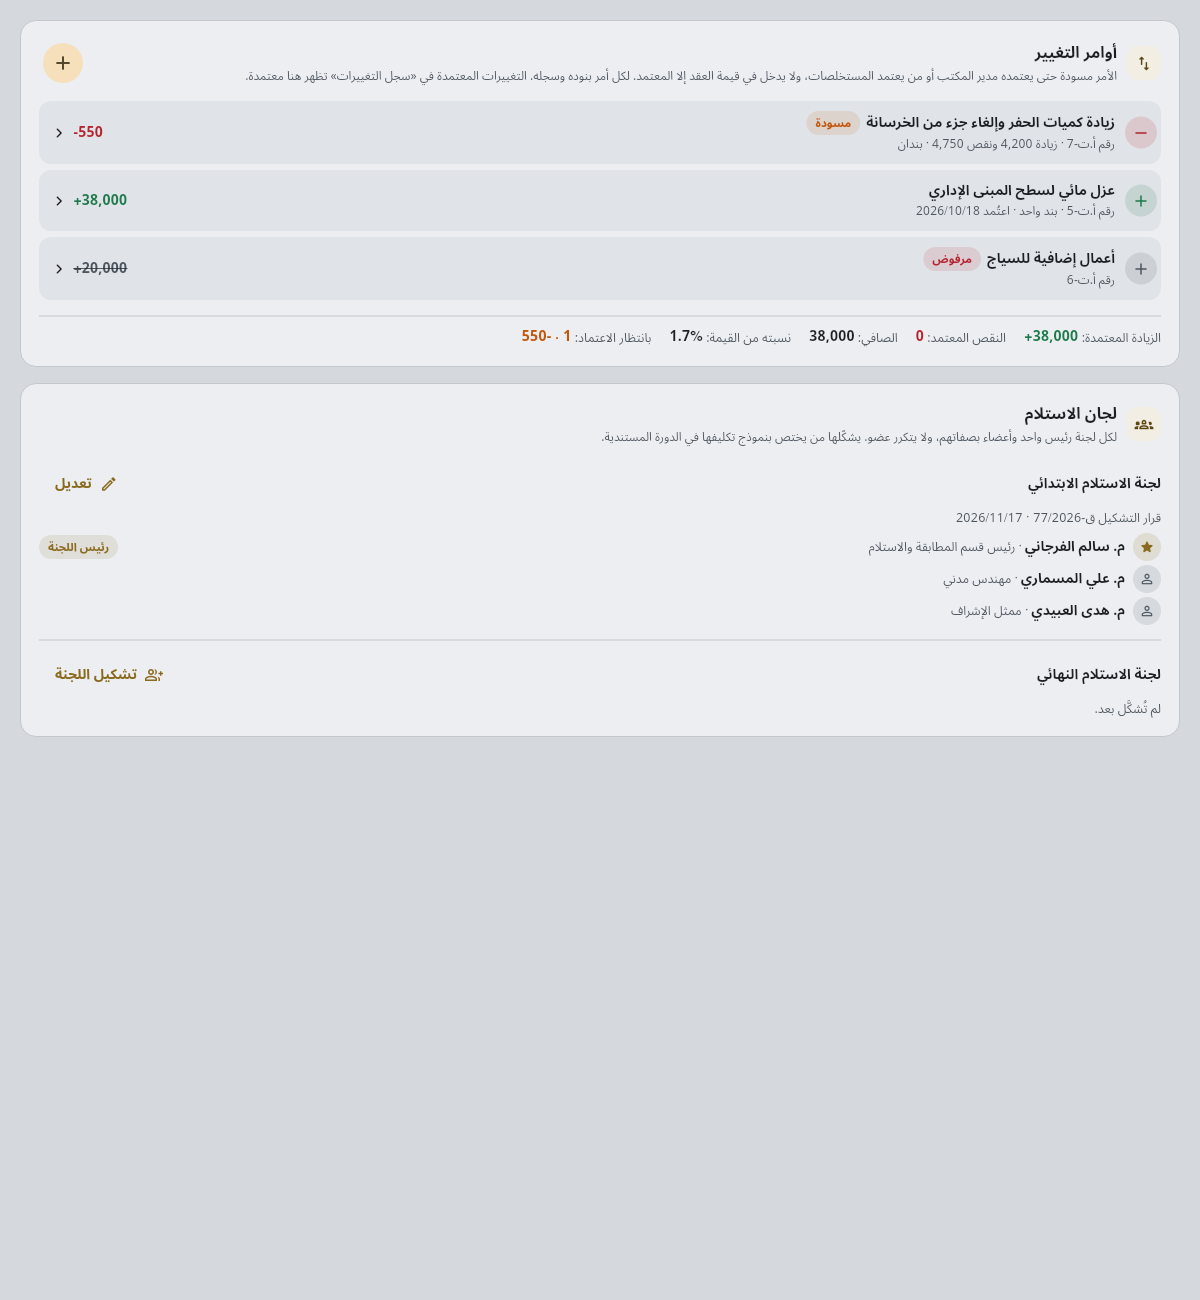 أوامر التغيير
الأمر مسودة حتى يعتمده مدير المكتب أو من يعتمد المستخلصات، ولا يدخل في قيمة العقد إلا المعتمد. لكل أمر بنوده وسجله. التغييرات المعتمدة في «سجل التغييرات» تظهر هنا معتمدة.
زيادة كميات الحفر وإلغاء جزء من الخرسانة مسودة -550
رقم أ.ت-7 · زيادة 4,200 ونقص 4,750 · بندان
عزل مائي لسطح المبنى الإداري +38,000
رقم أ.ت-5 · بند واحد · اعتُمد 2026/10/18
أعمال إضافية للسياج مرفوض +20,000
رقم أ.ت-6
الزيادة المعتمدة: +38,000 النقص المعتمد: 0 الصافي: 38,000 نسبته من القيمة: 1.7% بانتظار الاعتماد: 1 · -550
لجان الاستلام
لكل لجنة رئيس واحد وأعضاء بصفاتهم، ولا يتكرر عضو. يشكّلها من يختص بنموذج تكليفها في الدورة المستندية.
لجنة الاستلام الابتدائي تعديل
قرار التشكيل ق-77/2026 · 2026/11/17
م. سالم الفرجاني · رئيس قسم المطابقة والاستلام رئيس اللجنة
م. علي المسماري · مهندس مدني
م. هدى العبيدي · ممثل الإشراف
لجنة الاستلام النهائي تشكيل اللجنة
لم تُشكَّل بعد.